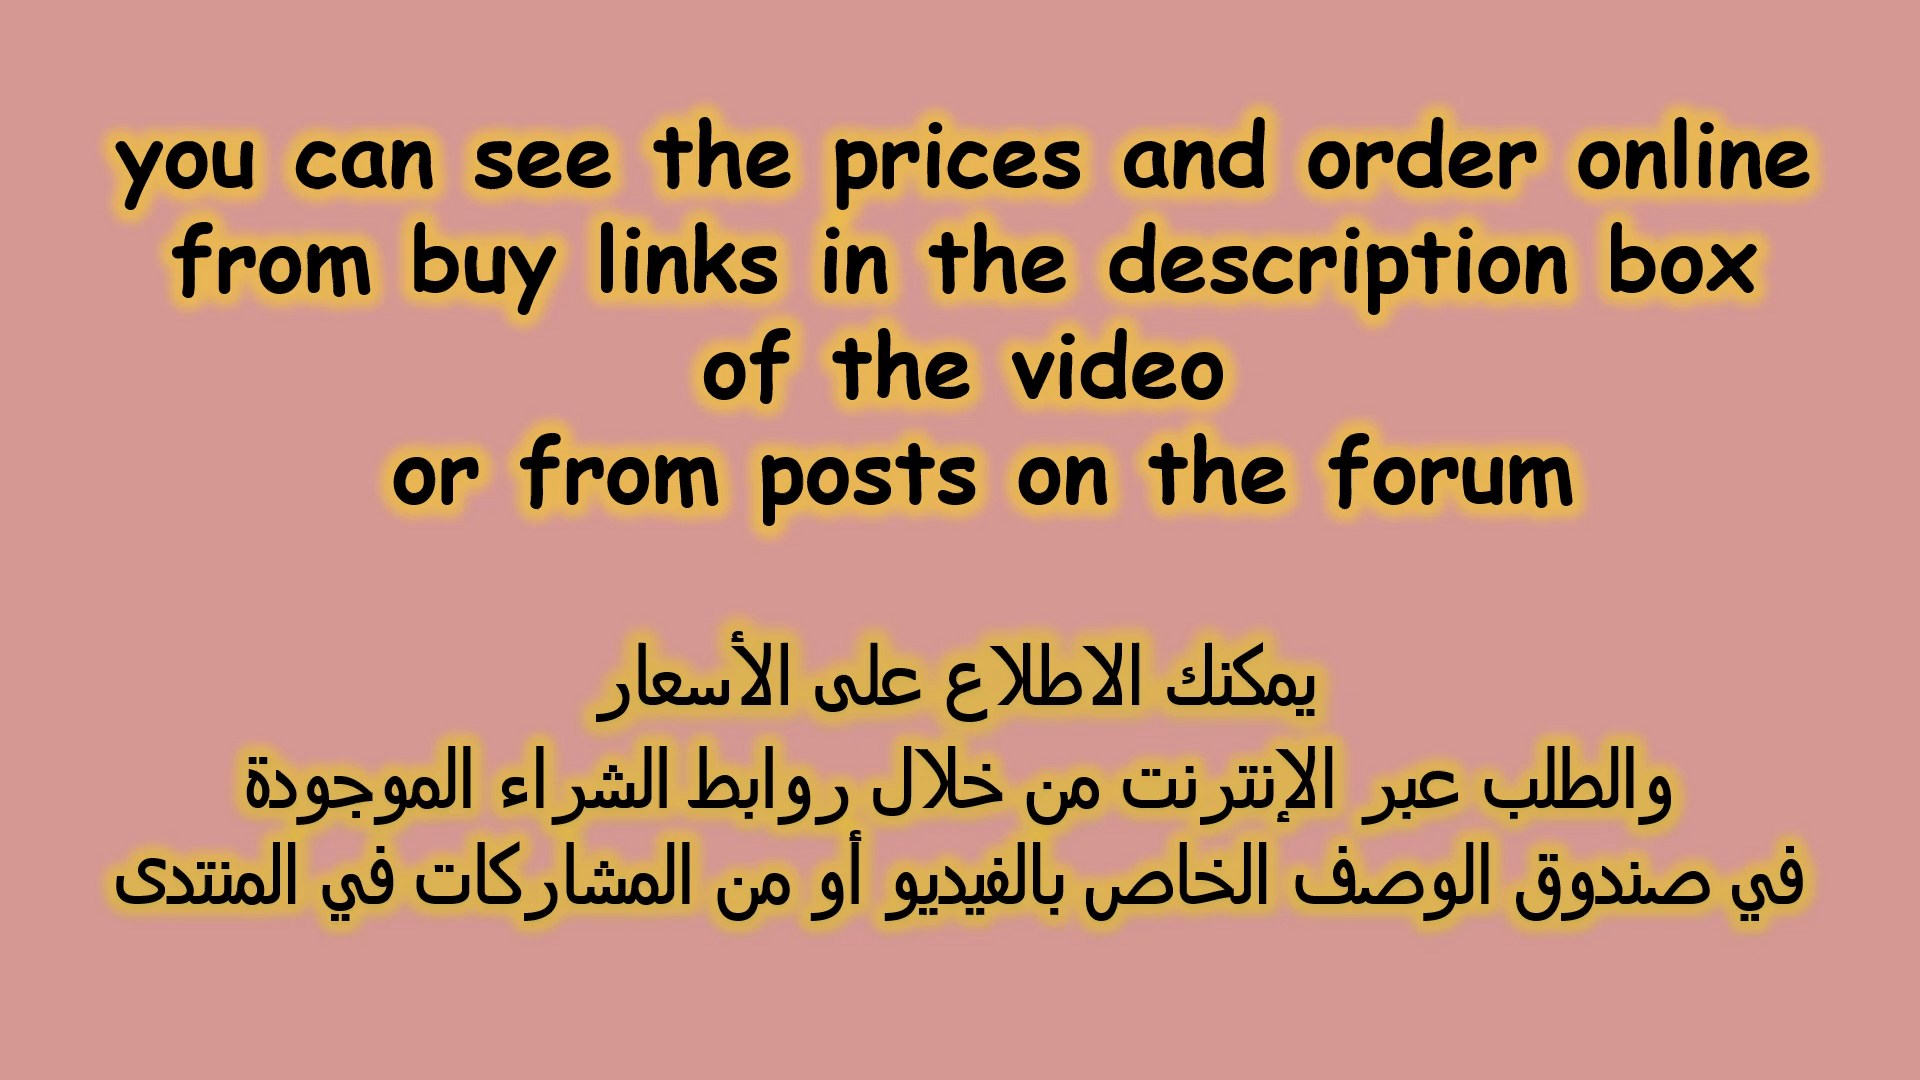 you can see the prices and order online
from buy links in the description box
of the video
or from posts on the forum
يمكنك الاطلاع على الأسعار
والطلب عبر الإنترنت من خلال روابط الشراء الموجودة
في صندوق الوصف الخاص بالفيديو أو من المشاركات في المنتدى